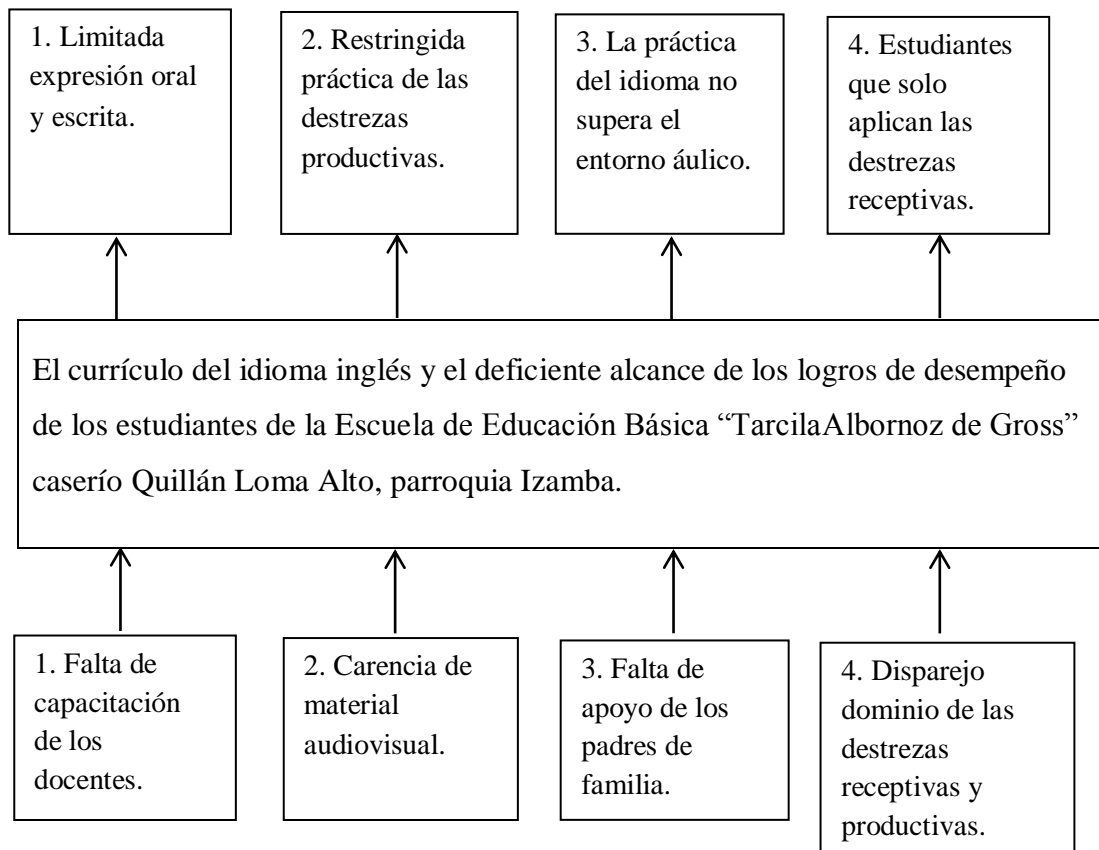 1. Limitada
expresión oral
y escrita.
2. Restringida
práctica de las
destrezas
productivas.
3. La práctica
del idioma no
supera el
entorno áulico.
4. Estudiantes
que solo
aplican las
destrezas
receptivas.
El currículo del idioma inglés y el deficiente alcance de los logros de desempeño
de los estudiantes de la Escuela de Educación Básica “TarcilaAlbornoz de Gross”
caserío Quillán Loma Alto, parroquia Izamba.
1. Falta de
capacitación
de los
docentes.
2. Carencia de
material
audiovisual.
3. Falta de
apoyo de los
padres de
familia.
4. Disparejo
dominio de las
destrezas
receptivas y
productivas.